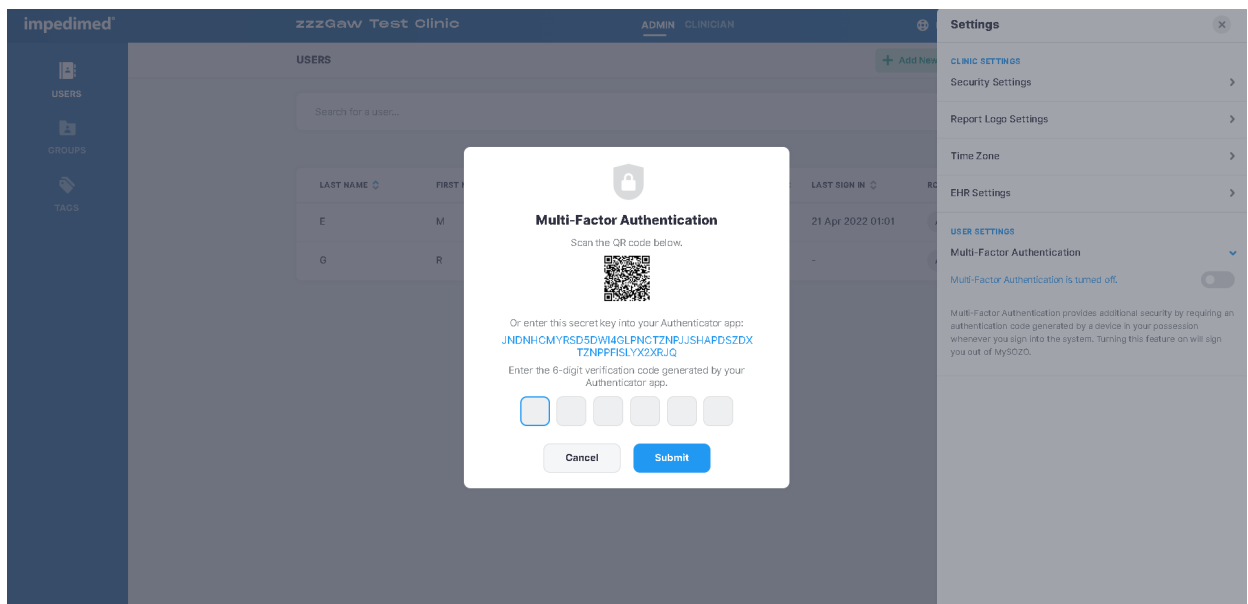 impedimed®
zzzGaw Test Clinic
ADMIN CLINICIAN
USERS
GROUPS
TAGS
USERS
Add New
Search for a user...
LAST NAME FIRST LAST SIGN IN
E M 21 Apr 2022 01:01
G R -
Multi-Factor Authentication
Scan the QR code below.
Or enter this secret key into your Authenticator app:
JNDNHCMYRSD5DWI4GLPNCTZNPJJSHAPDSZDX
TZNPPFISLYX2XRJQ
Enter the 6-digit verification code generated by your
Authenticator app.
Cancel Submit
Settings
CLINIC SETTINGS
Security Settings
Report Logo Settings
Time Zone
EHR Settings
USER SETTINGS
Multi-Factor Authentication
Multi-Factor Authentication is turned off.
Multi-Factor Authentication provides additional security by requiring an
authentication code generated by a device in your possession
whenever you sign into the system. Turning this feature on will sign
you out of MySOZO.